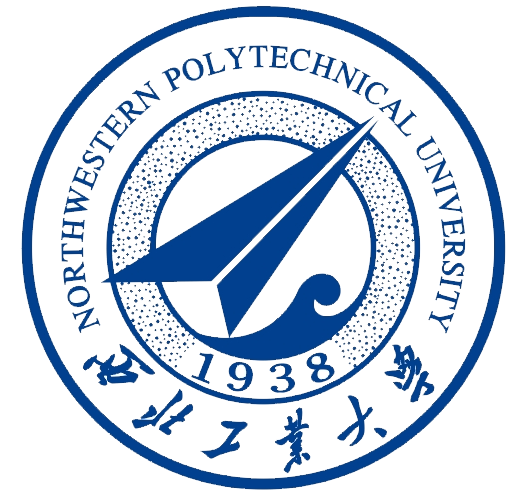 NORTHWESTERN POLYTECHNICAL UNIVERSITY
1938
西北工业大学